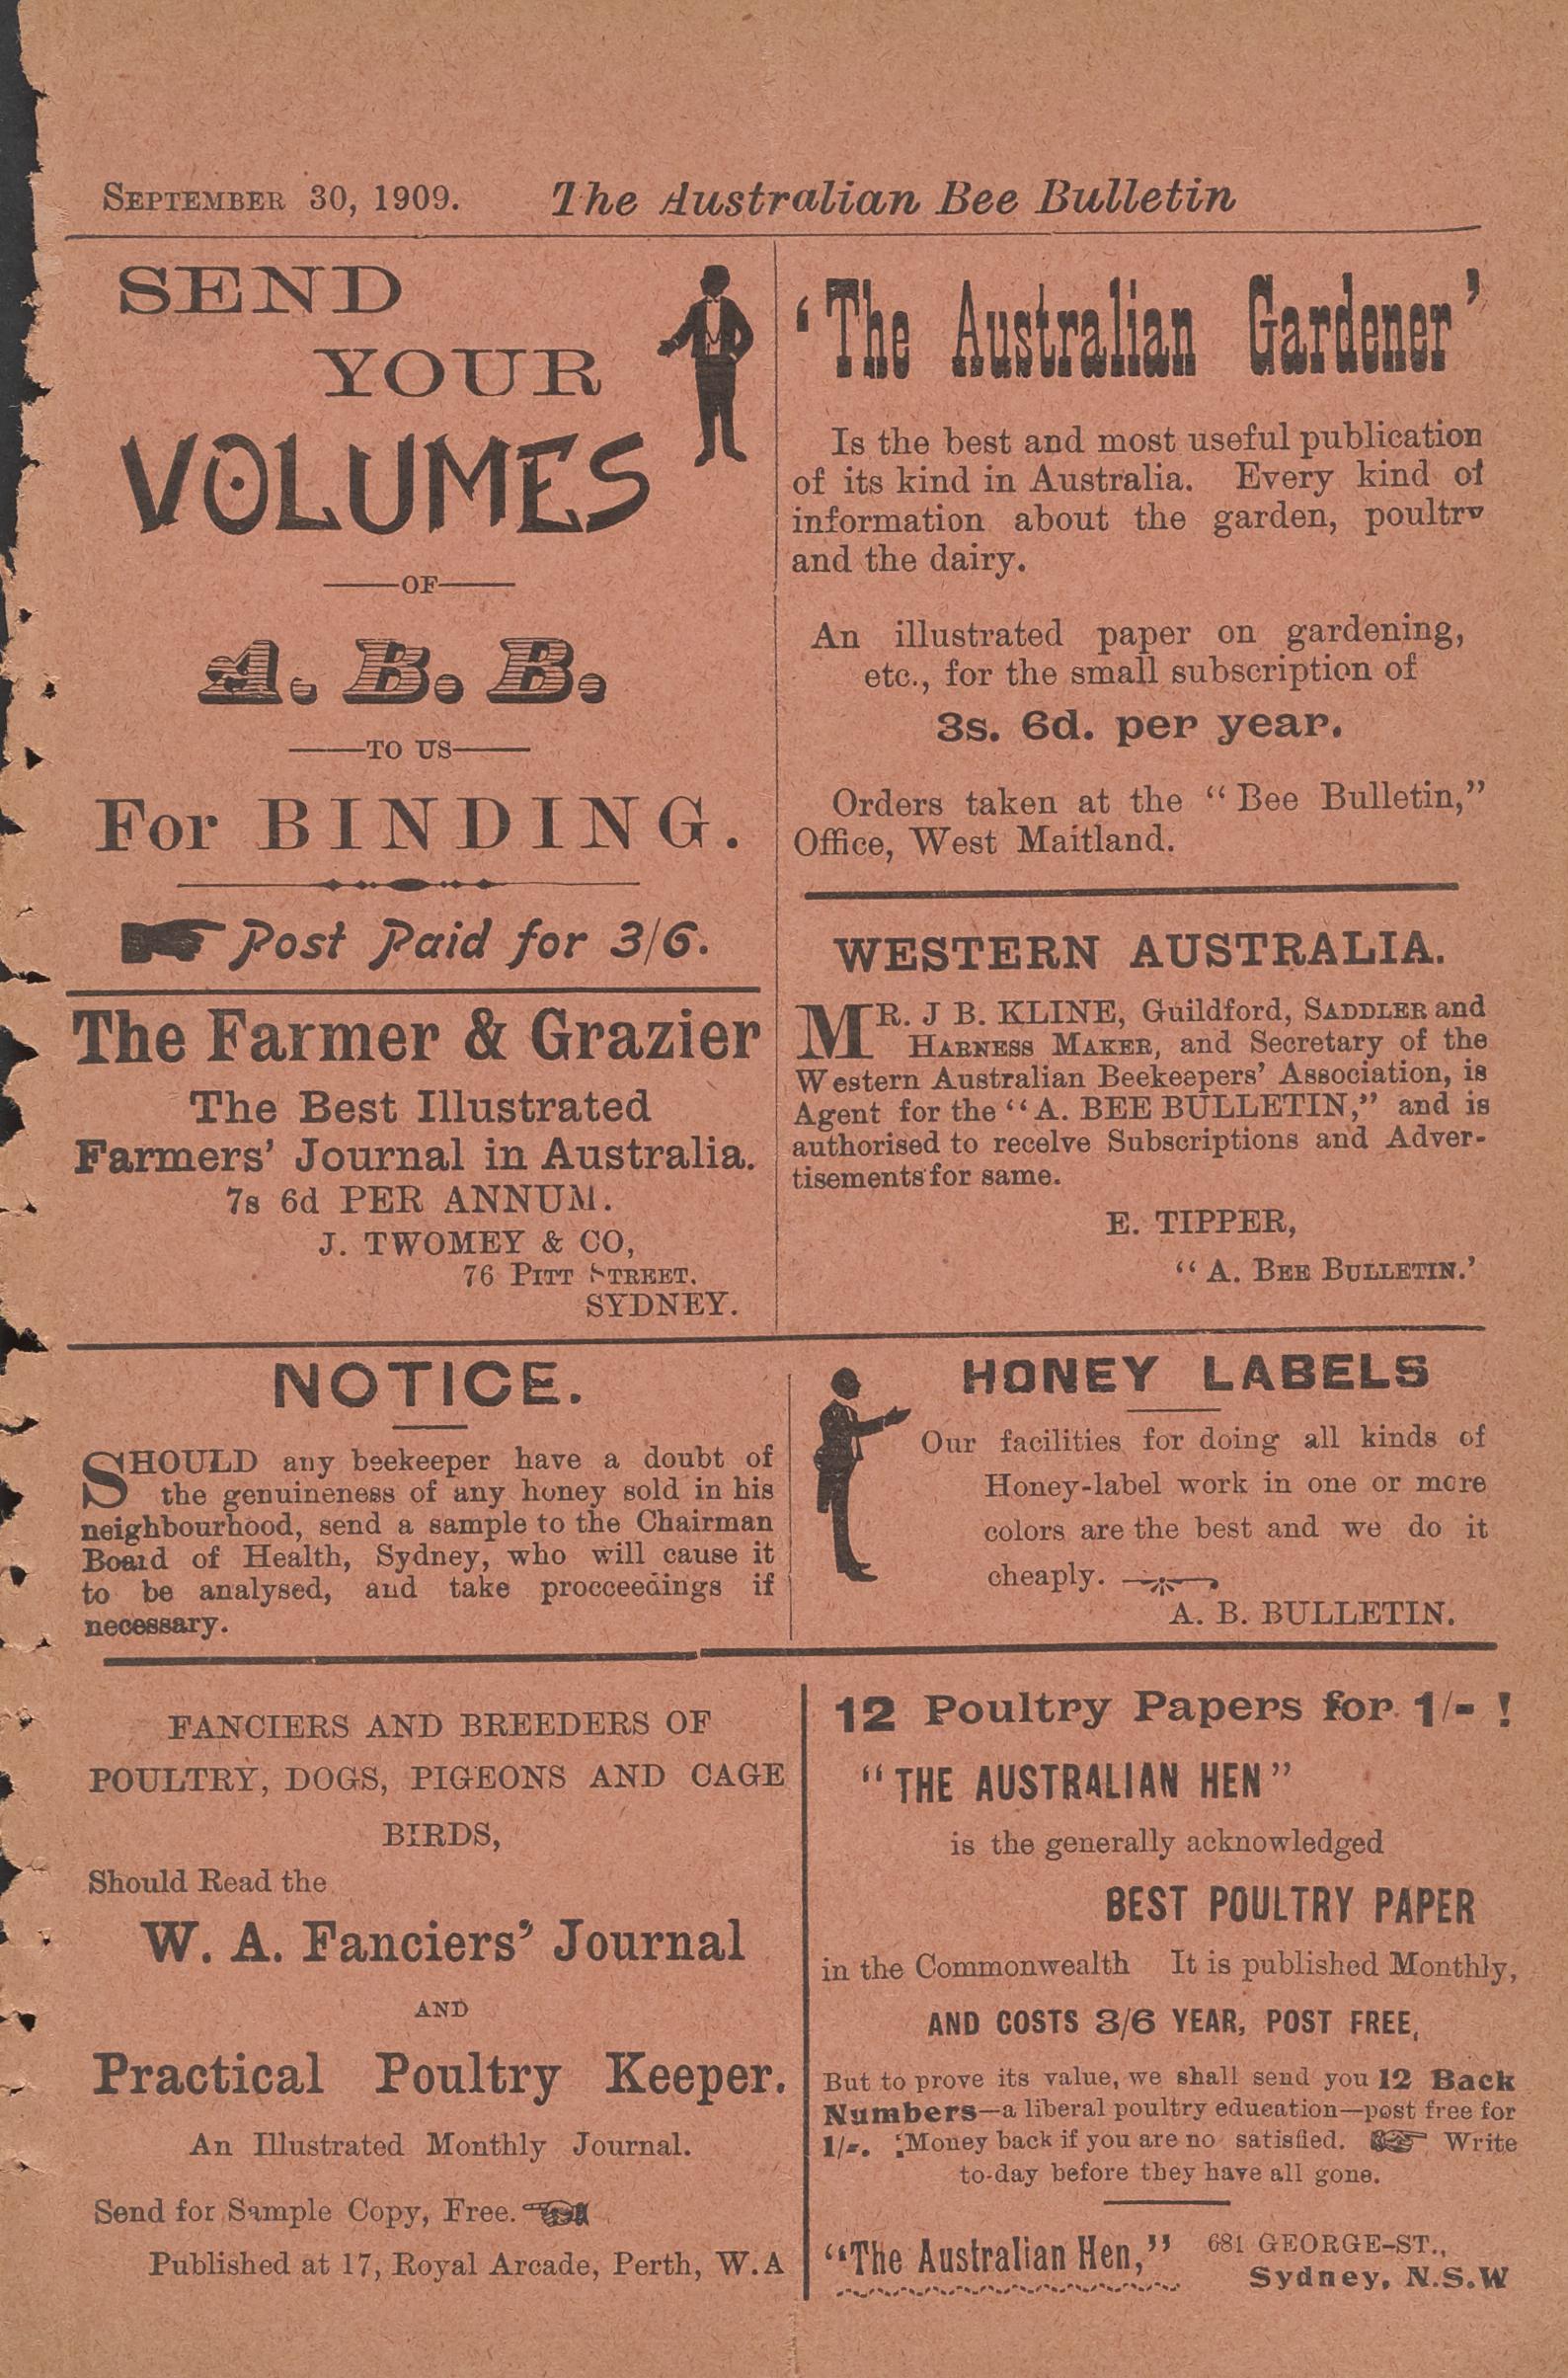 SEPTEMBER 30, 1909. The Australian Bee Bulletin
SEND
YOUR
VOLUMES
OF
A. B. B.
TO US
For BINDING.
Post Paid for 3/6.
The Farmer & Grazier
The Best Illustrated
Farmers' Journal in Australia.
7s 6d PER ANNUM.
J. TWOMEY & CO,
76 PITT STREET.
SYDNEY.
'The Australian Gardener'
Is the best and most useful publication
of its kind in Australia. Every kind of
information about the garden, poultry
and the dairy.
An illustrated paper on gardening,
etc., for the small subscription of
3s. 6d. per year.
Orders taken at the "Bee Bulletin,"
Office, West Maitland.
WESTERN AUSTRALIA.
MR. J B. KLINE, Guildford, SADDLER and
HARNESS MAKER, and Secretary of the
Western Australian Beekeepers' Association, is
Agent for the "A. BEE BULLETIN," and is
authorised to receive Subscriptions and Adver-
tisements for same.
E. TIPPER,
"A. BEE BULLETIN.'
NOTICE.
SHOULD any beekeeper have a doubt of
the genuineness of any honey sold in his
neighbourhood, send a sample to the Chairman
Board of Health, Sydney, who will cause it
to be analysed, and take procceedings if
necessary.
HONEY LABELS
Our facilities for doing all kinds of
Honey-label work in one or more
colors are the best and we do it
cheaply.
A. B. BULLETIN.
FANCIERS AND BREEDERS OF
POULTRY, DOGS, PIGEONS AND CAGE
BIRDS,
Should Read the
W. A. Fanciers' Journal
AND
Practical Poultry Keeper.
An Illustrated Monthly Journal.
Send for Sample Copy, Free.
Published at 17, Royal Arcade, Perth, W.A
12 Poultry Papers for 1/- !
"THE AUSTRALIAN HEN"
is the generally acknowledged
BEST POULTRY PAPER
in the Commonwealth It is published Monthly,
AND COSTS 3/6 YEAR, POST FREE,
But to prove its value, we shall send you 12 Back
Numbers—a liberal poultry education—post free for
1/-. Money back if you are no satisfied. Write
to-day before they have all gone.
"The Australian Hen," 681 GEORGE-ST.,
Sydney, N.S.W